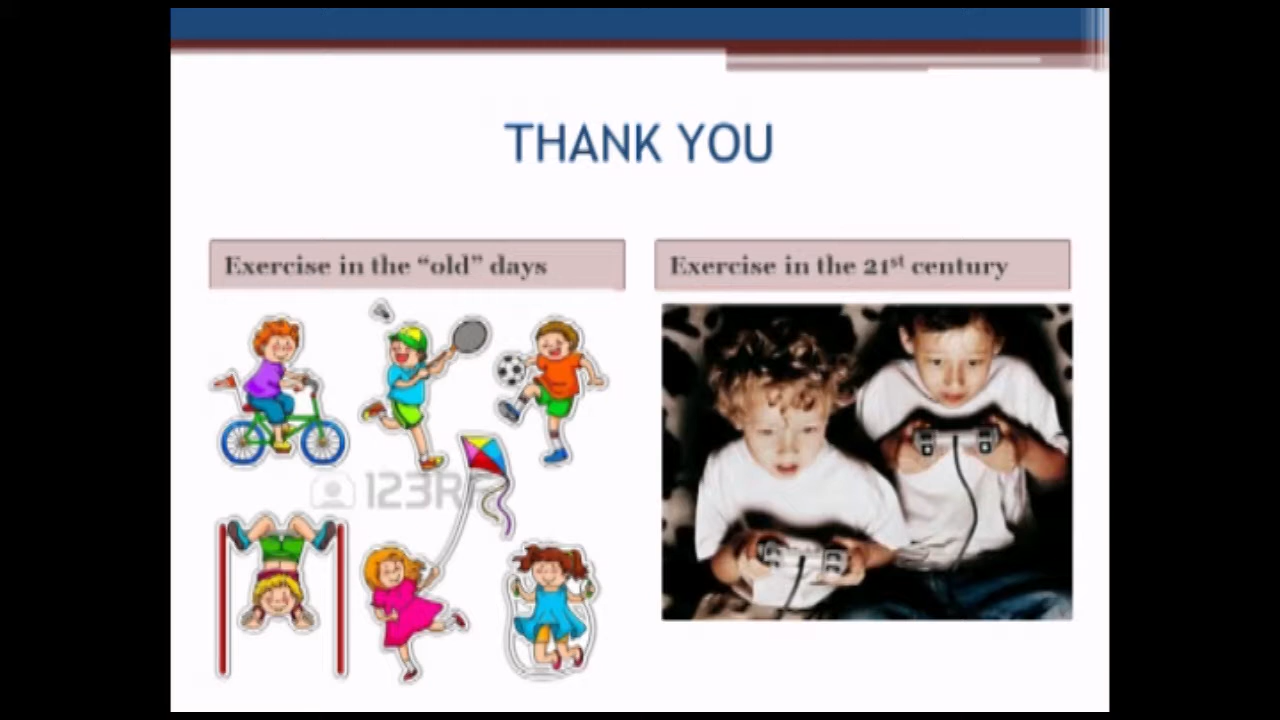 THANK YOU
Exercise in the “old” days
Exercise in the 21st century
123RF